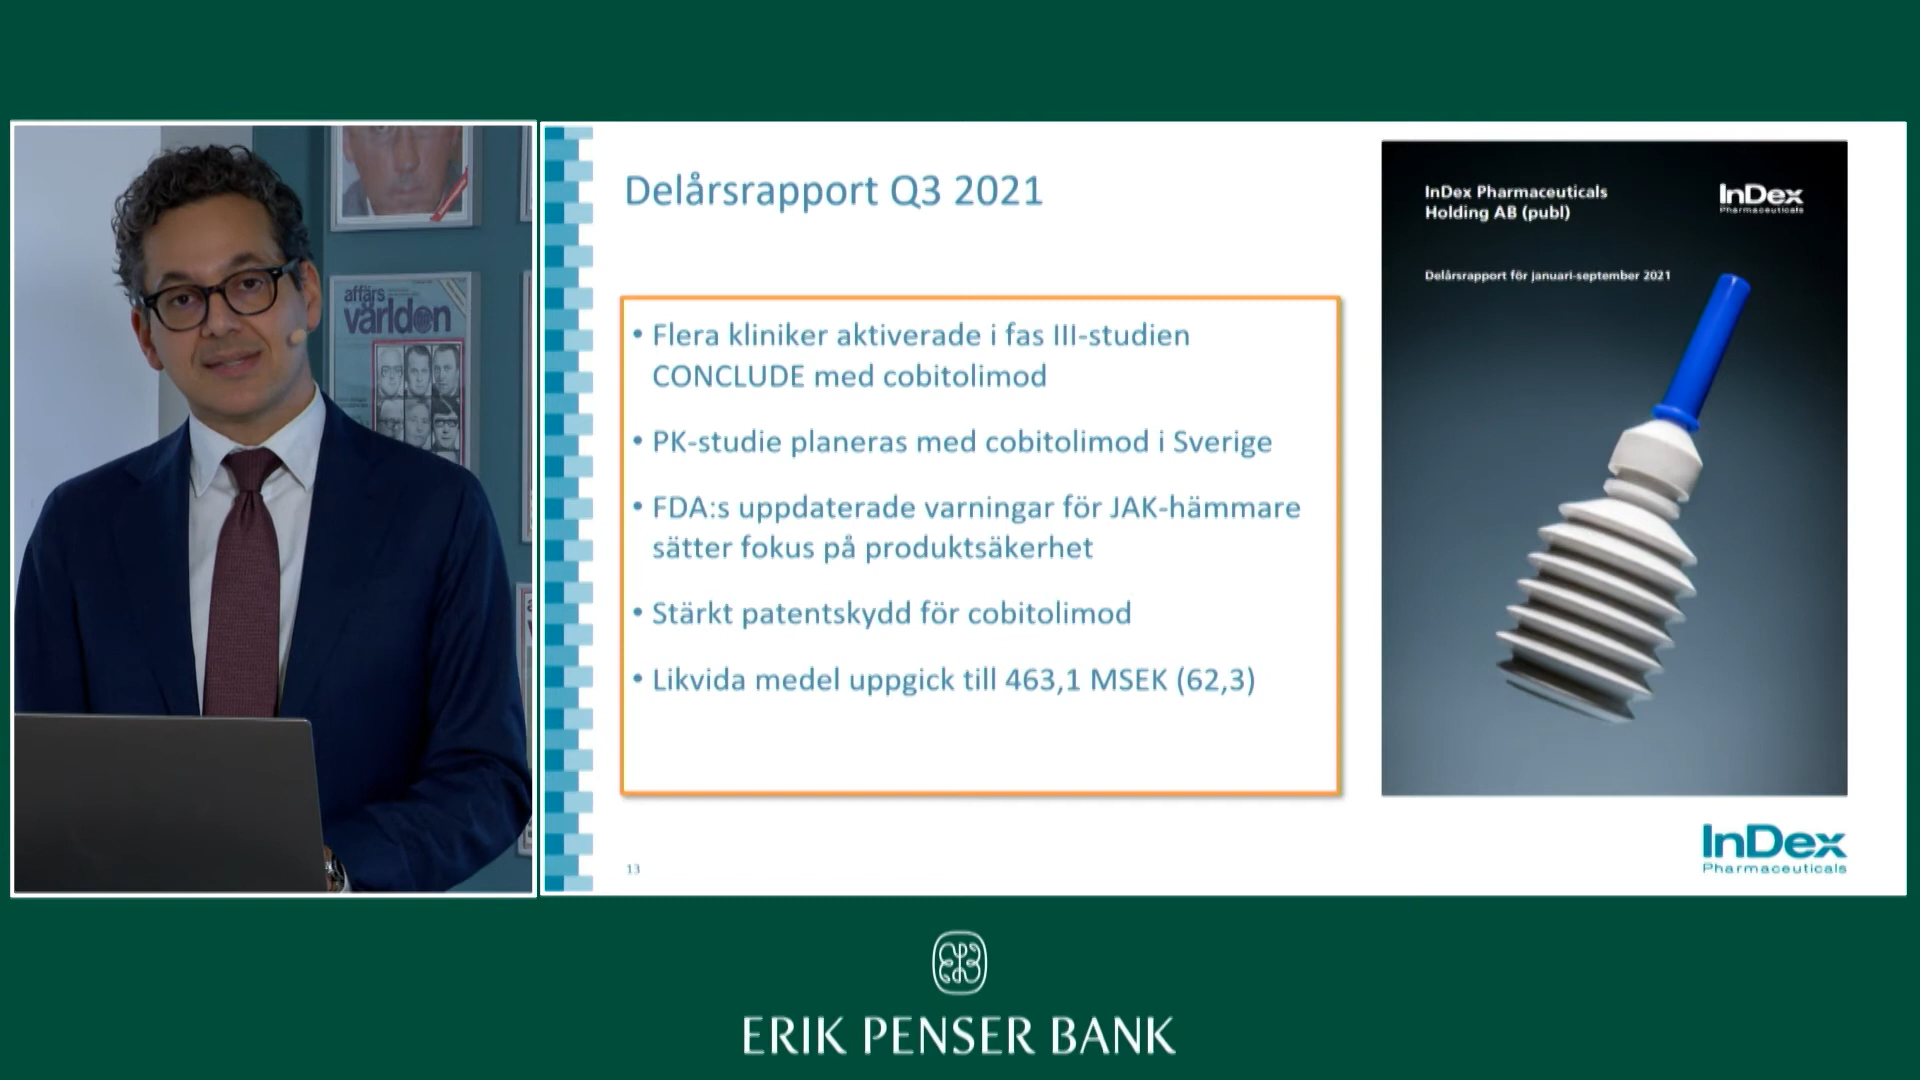 affärs
världen
Delårsrapport Q3 2021
• Flera kliniker aktiverade i fas III-studien
CONCLUDE med cobitolimod
• PK-studie planeras med cobitolimod i Sverige
• FDA:s uppdaterade varningar för JAK-hämmare
sätter fokus på produktsäkerhet
• Stärkt patentskydd för cobitolimod
• Likvida medel uppgick till 463,1 MSEK (62,3)
13
InDex Pharmaceuticals
Holding AB (publ)
InDex
Pharmaceuticals
Delårsrapport för januari-september 2021
InDex
Pharmaceuticals
ERIK PENSER BANK